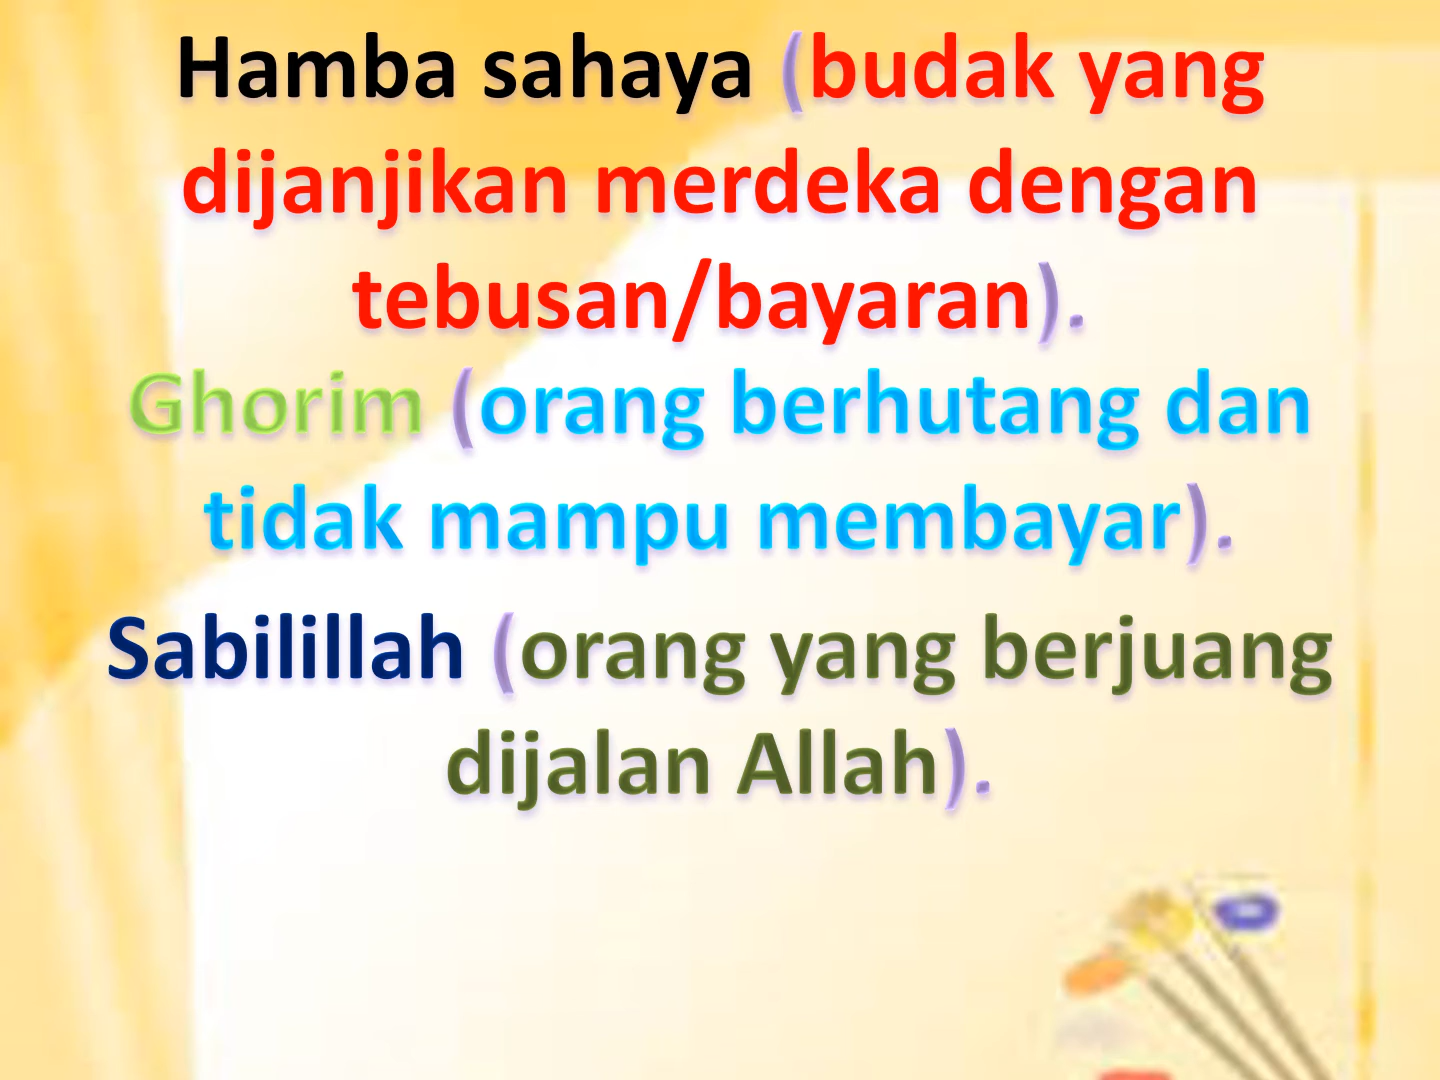 Hamba sahaya (budak yang
dijanjikan merdeka dengan
tebusan/bayaran).
Ghorim (orang berhutang dan
tidak mampu membayar).
Sabilillah (orang yang berjuang
dijalan Allah).